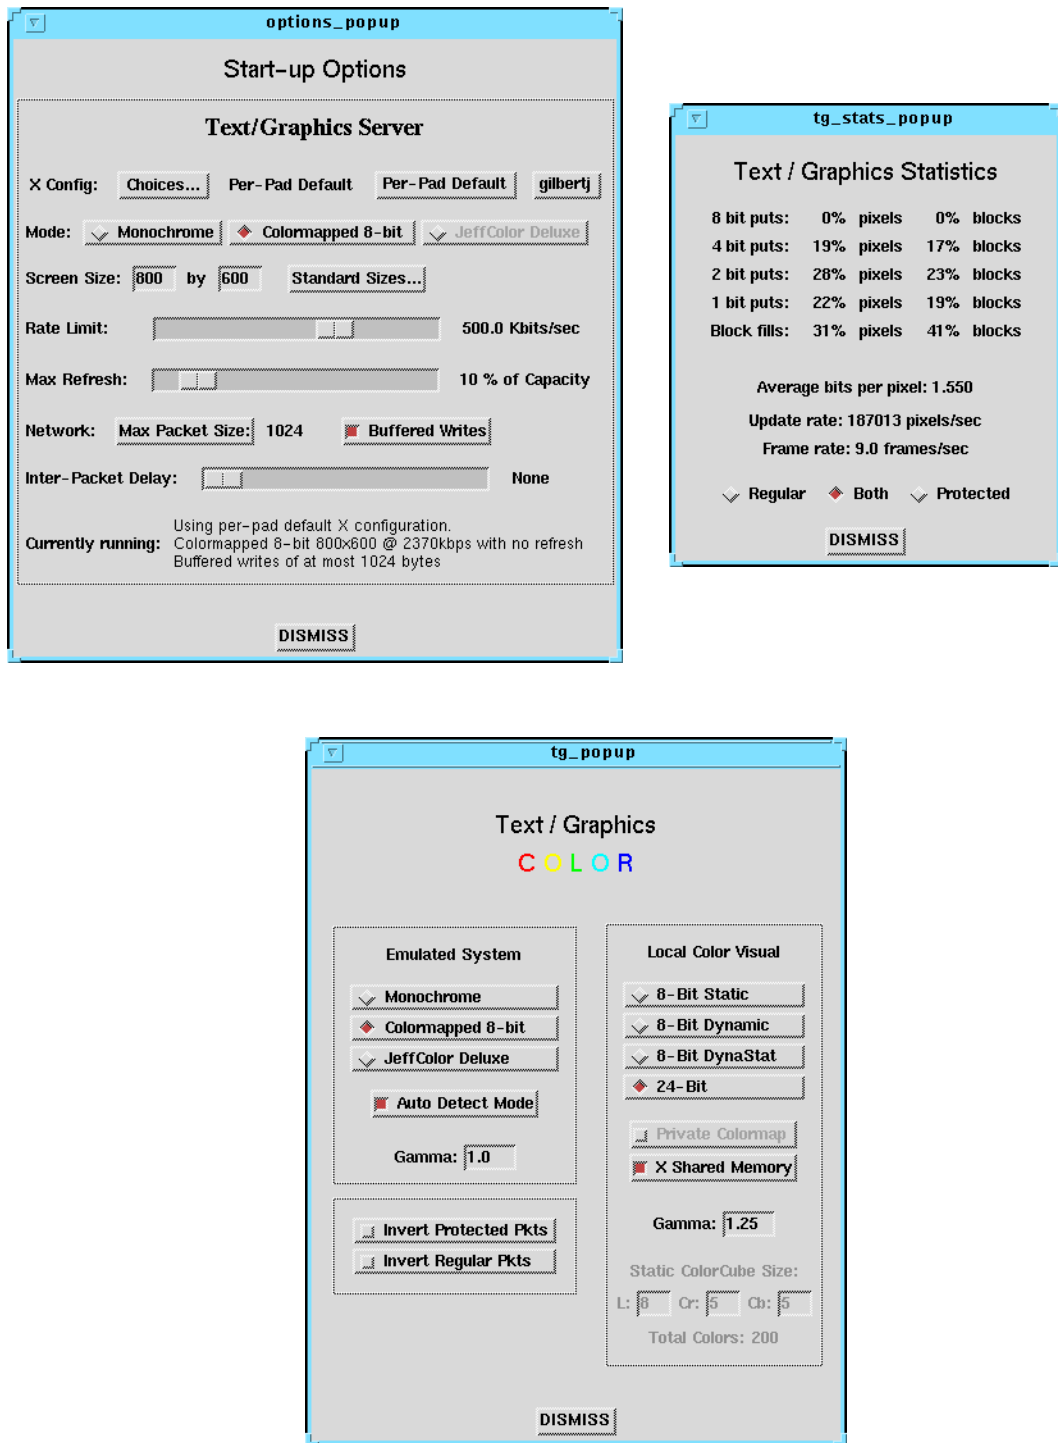 options_popup
Start-up Options
Text/Graphics Server
X Config: Choices... Per-Pad Default Per-Pad Default gilbertj
Mode: Monochrome Colormapped 8-bit JeffColor Deluxe
Screen Size: 800 by 600 Standard Sizes...
Rate Limit: 500.0 Kbits/sec
Max Refresh: 10 % of Capacity
Network: Max Packet Size: 1024 Buffered Writes
Inter-Packet Delay: None
Using per-pad default X configuration.
Currently running: Colormapped 8-bit 800x600 @ 2370kbps with no refresh
Buffered writes of at most 1024 bytes
DISMISS
tg_stats_popup
Text / Graphics Statistics
8 bit puts: 0% pixels 0% blocks
4 bit puts: 19% pixels 17% blocks
2 bit puts: 28% pixels 23% blocks
1 bit puts: 22% pixels 19% blocks
Block fills: 31% pixels 41% blocks
Average bits per pixel: 1.550
Update rate: 187013 pixels/sec
Frame rate: 9.0 frames/sec
Regular Both Protected
DISMISS
tg_popup
Text / Graphics
C O L O R
Emulated System
Monochrome
Colormapped 8-bit
JeffColor Deluxe
Auto Detect Mode
Gamma: 1.0
Invert Protected Pkts
Invert Regular Pkts
Local Color Visual
8-Bit Static
8-Bit Dynamic
8-Bit DynaStat
24-Bit
Private Colormap
X Shared Memory
Gamma: 1.25
Static ColorCube Size:
L: 8 Cr: 5 Cb: 5
Total Colors: 200
DISMISS